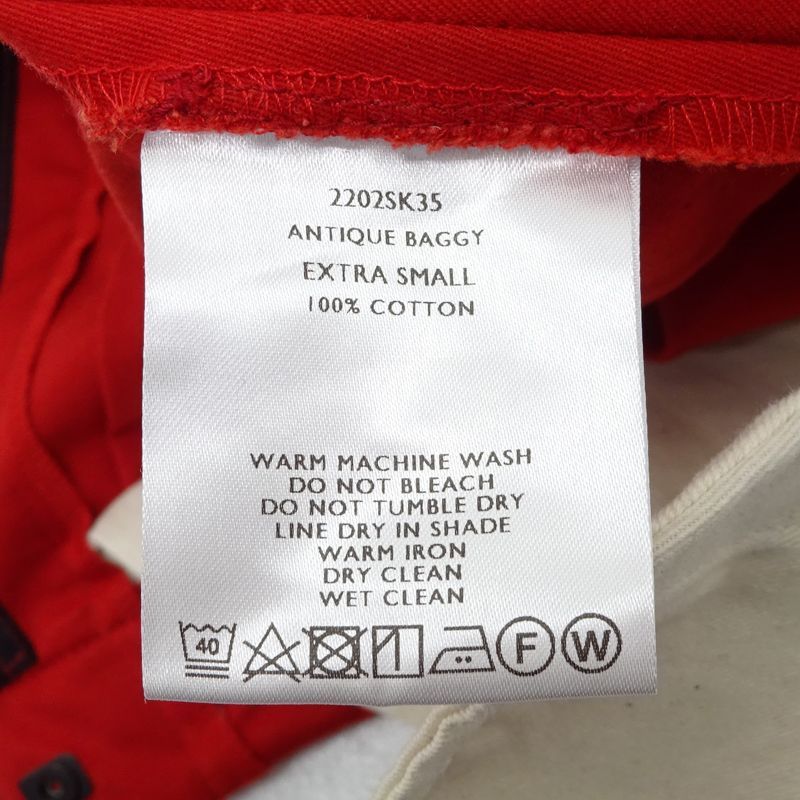 2202SK35
ANTIQUE BAGGY
EXTRA SMALL
100% COTTON
WARM MACHINE WASH
DO NOT BLEACH
DO NOT TUMBLE DRY
LINE DRY IN SHADE
WARM IRON
DRY CLEAN
WET CLEAN
40 F W